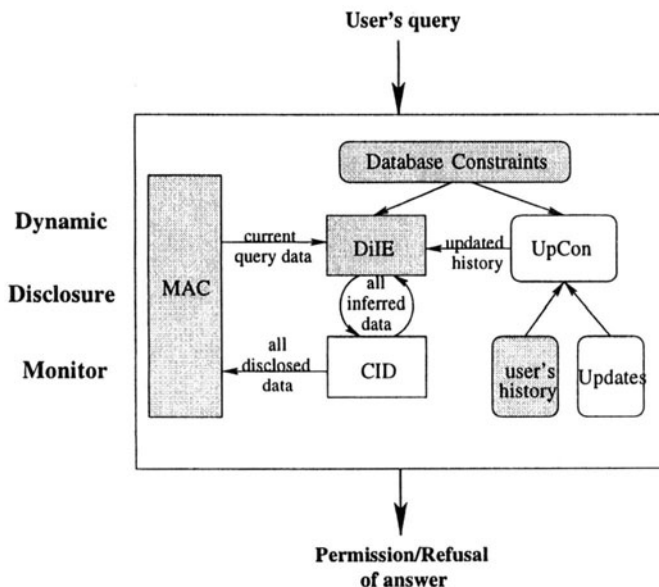 User's query
Database Constraints
Dynamic
Disclosure
Monitor
MAC
current
query data
DiIE
updated
history
UpCon
all
inferred
data
all
disclosed
data
CID
user's
history
Updates
Permission/Refusal
of answer